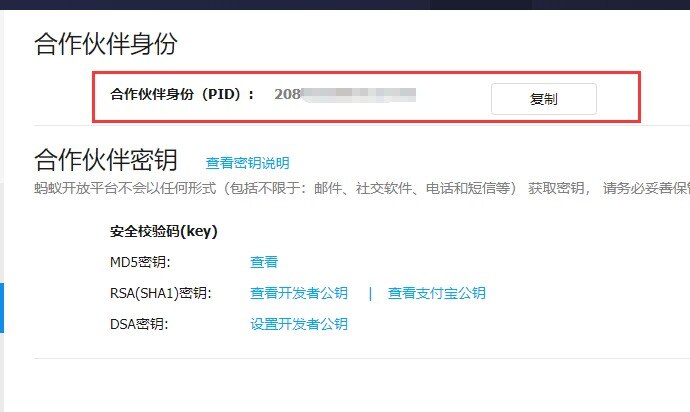 合作伙伴身份
合作伙伴身份（PID）： 208
复制
合作伙伴密钥 查看密钥说明
蚂蚁开放平台不会以任何形式（包括不限于：邮件、社交软件、电话和短信等） 获取密钥， 请务必妥善保
安全校验码(key)
MD5密钥: 查看
RSA(SHA1)密钥: 查看开发者公钥 | 查看支付宝公钥
DSA密钥: 设置开发者公钥